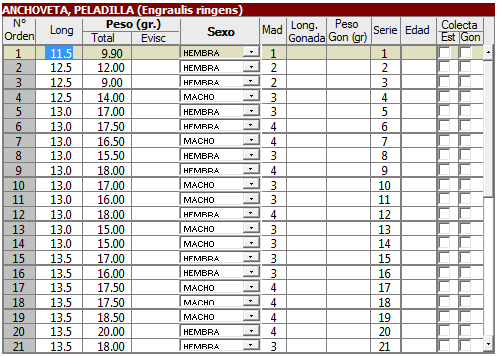 ANCHOVETA, PELADILLA (Engraulis ringens)
N° Orden Long Peso (gr.) Total Evisc Sexo Mad Long. Gonada Peso Gon (gr) Serie Edad Colecta Est Gon
1 11.5 9.90 HEMBRA 1 1
2 12.5 12.00 HEMBRA 2 2
3 12.5 9.00 HEMBRA 2 3
4 12.5 14.00 MACHO 3 4
5 13.0 17.00 HEMBRA 3 5
6 13.0 17.50 HEMBRA 4 6
7 13.0 16.50 MACHO 4 7
8 13.0 15.50 HEMBRA 3 8
9 13.0 18.00 HEMBRA 4 9
10 13.0 17.00 MACHO 3 10
11 13.0 16.00 MACHO 3 11
12 13.0 18.00 HEMBRA 4 12
13 13.0 15.00 MACHO 3 13
14 13.0 15.00 MACHO 3 14
15 13.0 17.00 HEMBRA 3 15
16 13.0 18.00 HEMBRA 4 16
17 13.5 17.50 MACHO 4 17
18 13.5 17.50 MACHO 4 18
19 13.5 18.50 MACHO 4 19
20 13.5 20.00 HEMBRA 4 20
21 13.5 18.00 HEMBRA 3 21